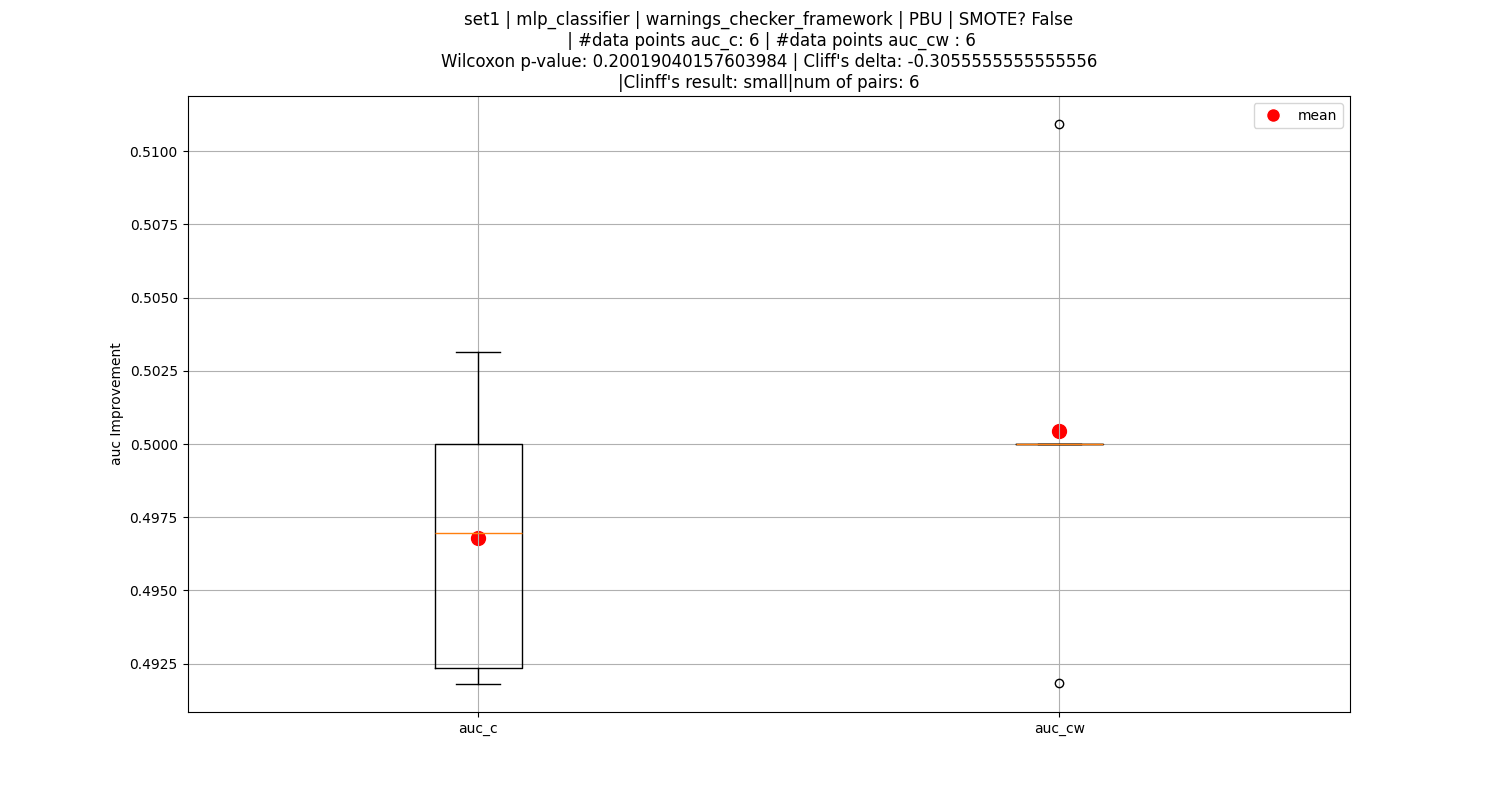 set1 | mlp_classifier | warnings_checker_framework | PBU | SMOTE? False
| #data points auc_c: 6 | #data points auc_cw : 6
Wilcoxon p-value: 0.20019040157603984 | Cliff's delta: -0.3055555555555556
|Clinff's result: small|num of pairs: 6
mean
0.5100
0.5075
0.5050
0.5025
0.5000
0.4975
0.4950
0.4925
auc Improvement
auc_c
auc_cw